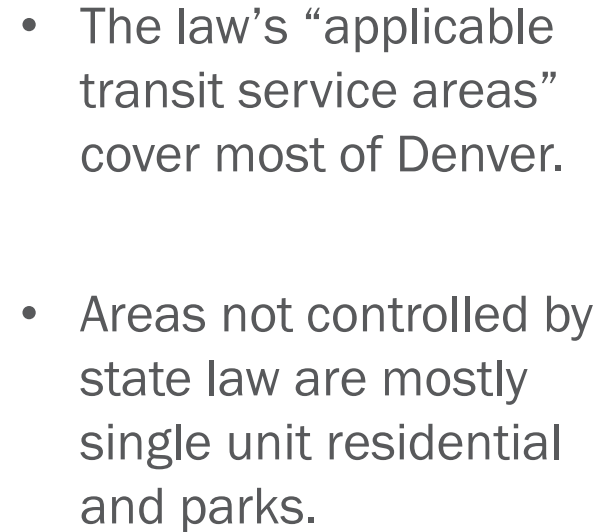 • The law’s “applicable
transit service areas”
cover most of Denver.
• Areas not controlled by
state law are mostly
single unit residential
and parks.